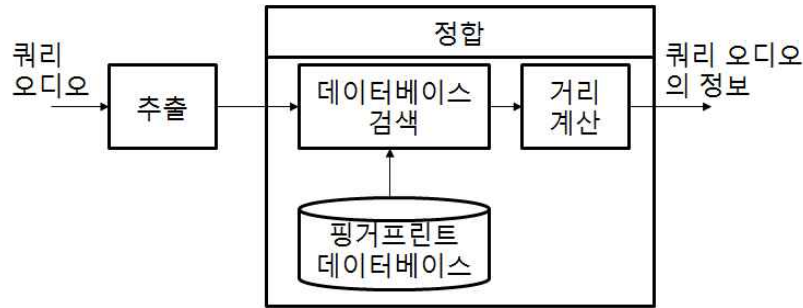 정합
쿼리
오디오
추출
데이터베이스
검색
거리
계산
쿼리 오디오
의 정보
핑거프린트
데이터베이스